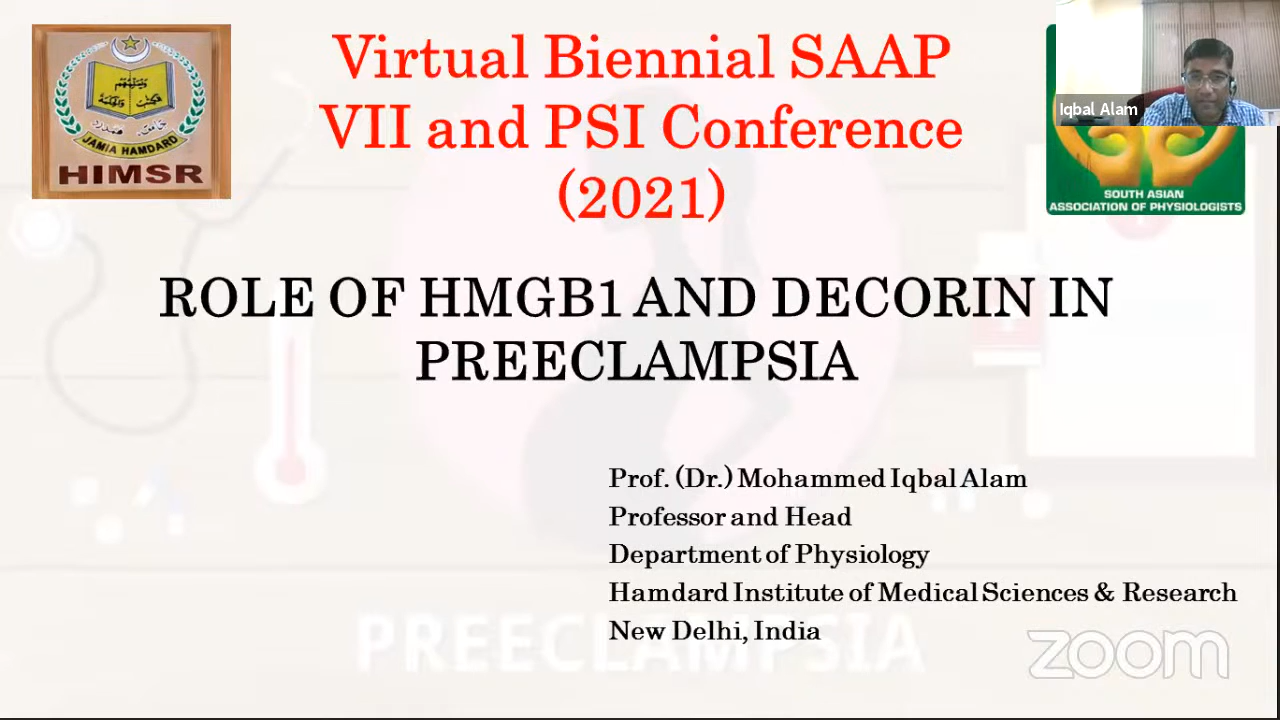 Virtual Biennial SAAP
VII and PSI Conference
(2021)
JAMIA HAMDARD
HIMSR
Iqbal Alam
SOUTH ASIAN
ASSOCIATION OF PHYSIOLOGISTS
ROLE OF HMGB1 AND DECORIN IN
PREECLAMPSIA
Prof. (Dr.) Mohammed Iqbal Alam
Professor and Head
Department of Physiology
Hamdard Institute of Medical Sciences & Research
New Delhi, India
PREECLAMPSIA
zoom